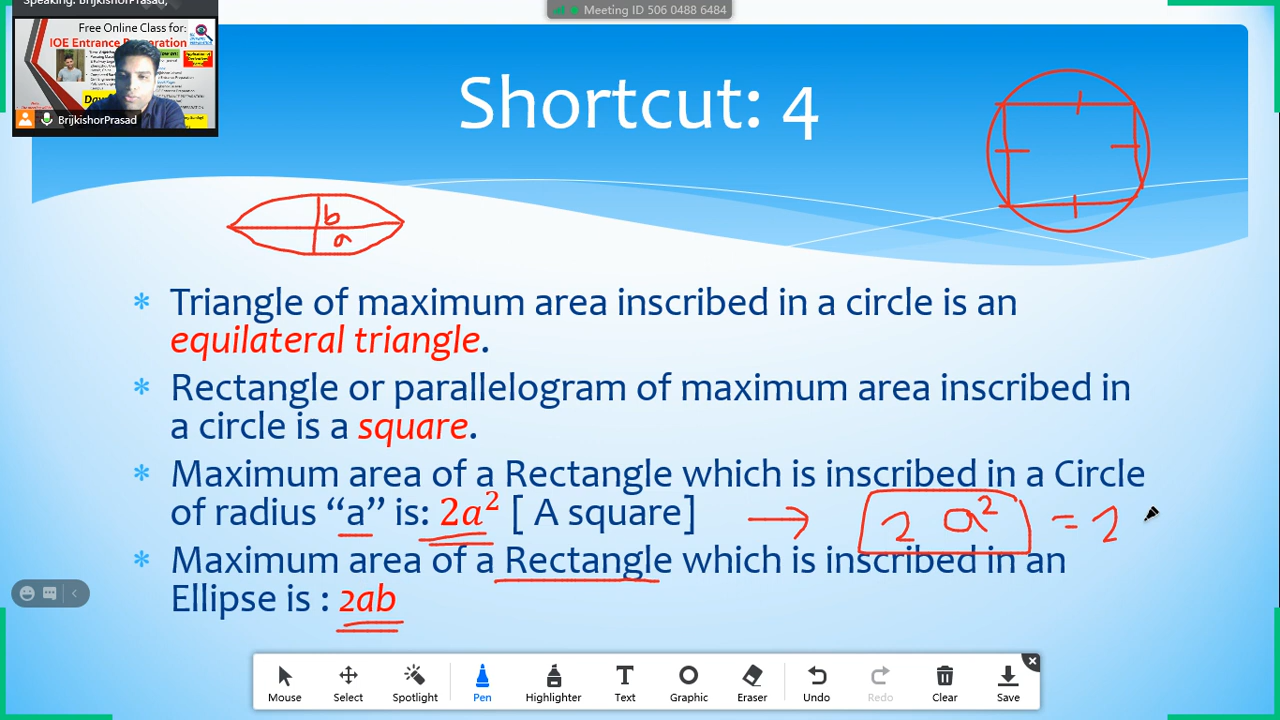 Speaking: BrijkishorPrasad,
Meeting ID 506 0488 6484
Free Online Class for:
IOE Entrance Preparation
BrijkishorPrasad
Shortcut: 4
b
a
* Triangle of maximum area inscribed in a circle is an
equilateral triangle.
* Rectangle or parallelogram of maximum area inscribed in
a circle is a square.
* Maximum area of a Rectangle which is inscribed in a Circle
of radius “a” is: 2a² [ A square] → 2 a² = 2
* Maximum area of a Rectangle which is inscribed in an
Ellipse is : 2ab
Mouse Select Spotlight Pen Highlighter Text Graphic Eraser Undo Redo Clear Save